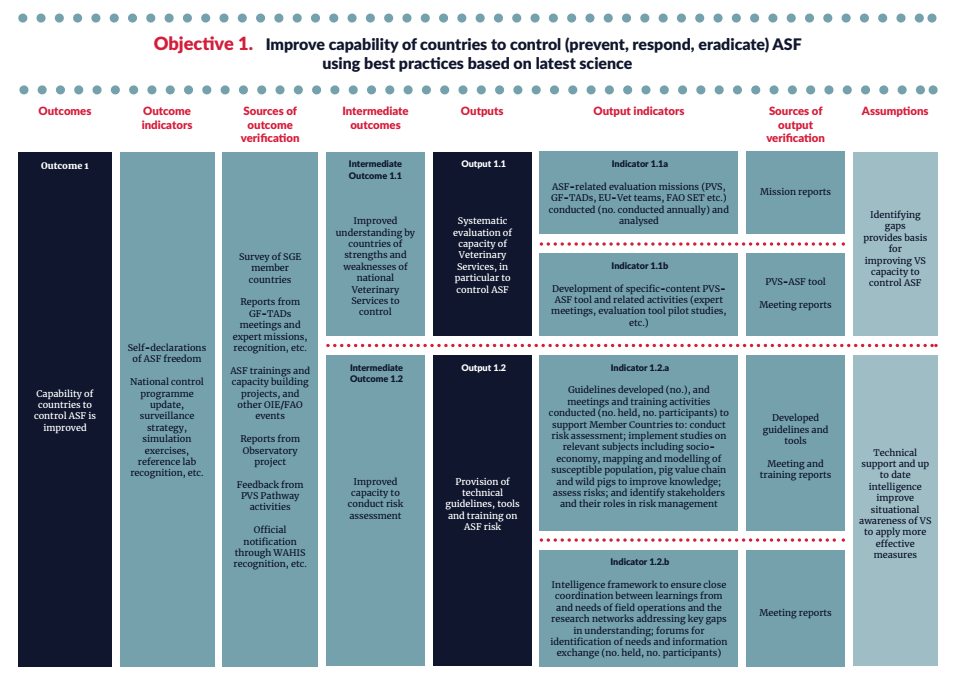 Objective 1. Improve capability of countries to control (prevent, respond, eradicate) ASF
using best practices based on latest science
Outcomes
Outcome
indicators
Sources of
outcome
verification
Intermediate
outcomes
Outputs
Output indicators
Sources of
output
verification
Assumptions
Outcome 1
Capability of
countries to
control ASF is
improved
Self-declarations
of ASF freedom
National control
programme
update,
surveillance
strategy,
simulation
exercises,
reference lab
recognition, etc.
Survey of SGE
member
countries
Reports from
GF-TADs
meetings and
expert missions,
recognition, etc.
ASF trainings and
capacity building
projects, and
other OIE/FAO
events
Reports from
Observatory
project
Feedback from
PVS Pathway
activities
Official
notification
through WAHIS
recognition, etc.
Intermediate
Outcome 1.1
Improved
understanding by
countries of
strengths and
weaknesses of
national
Veterinary
Services to
control
Output 1.1
Systematic
evaluation of
capacity of
Veterinary
Services, in
particular to
control ASF
Indicator 1.1a
ASF-related evaluation missions (PVS,
GF-TADs, EU-Vet teams, FAO SET etc.)
conducted (no. conducted annually) and
analysed
Mission reports
Indicator 1.1b
Development of specific-content PVS-
ASF tool and related activities (expert
meetings, evaluation tool pilot studies,
etc.)
PVS-ASF tool
Meeting reports
Identifying
gaps
provides basis
for
improving VS
capacity to
control ASF
Intermediate
Outcome 1.2
Improved
capacity to
conduct risk
assessment
Output 1.2
Provision of
technical
guidelines, tools
and training on
ASF risk
Indicator 1.2.a
Guidelines developed (no.), and
meetings and training activities
conducted (no. held, no. participants) to
support Member Countries to: conduct
risk assessment; implement studies on
relevant subjects including socio-
economy, mapping and modelling of
susceptible population, pig value chain
and wild pigs to improve knowledge;
assess risks; and identify stakeholders
and their roles in risk management
Developed
guidelines and
tools
Meeting and
training reports
Indicator 1.2.b
Intelligence framework to ensure close
coordination between learnings from
and needs of field operations and the
research networks addressing key gaps
in understanding; forums for
identification of needs and information
exchange (no. held, no. participants)
Meeting reports
Technical
support and up
to date
intelligence
improve
situational
awareness of VS
to apply more
effective
measures